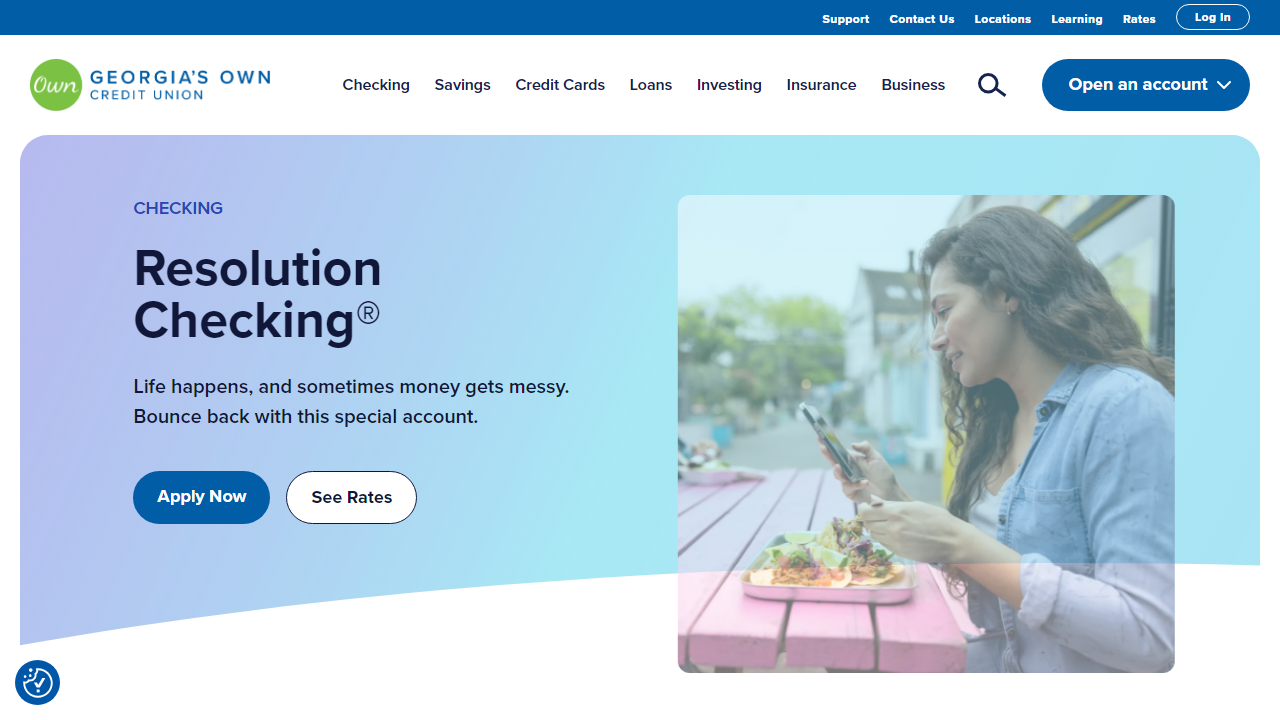 Support Contact Us Locations Learning Rates Log In
Own GEORGIA'S OWN
CREDIT UNION
Checking Savings Credit Cards Loans Investing Insurance Business Open an account
CHECKING
Resolution
Checking®
Life happens, and sometimes money gets messy.
Bounce back with this special account.
Apply Now See Rates